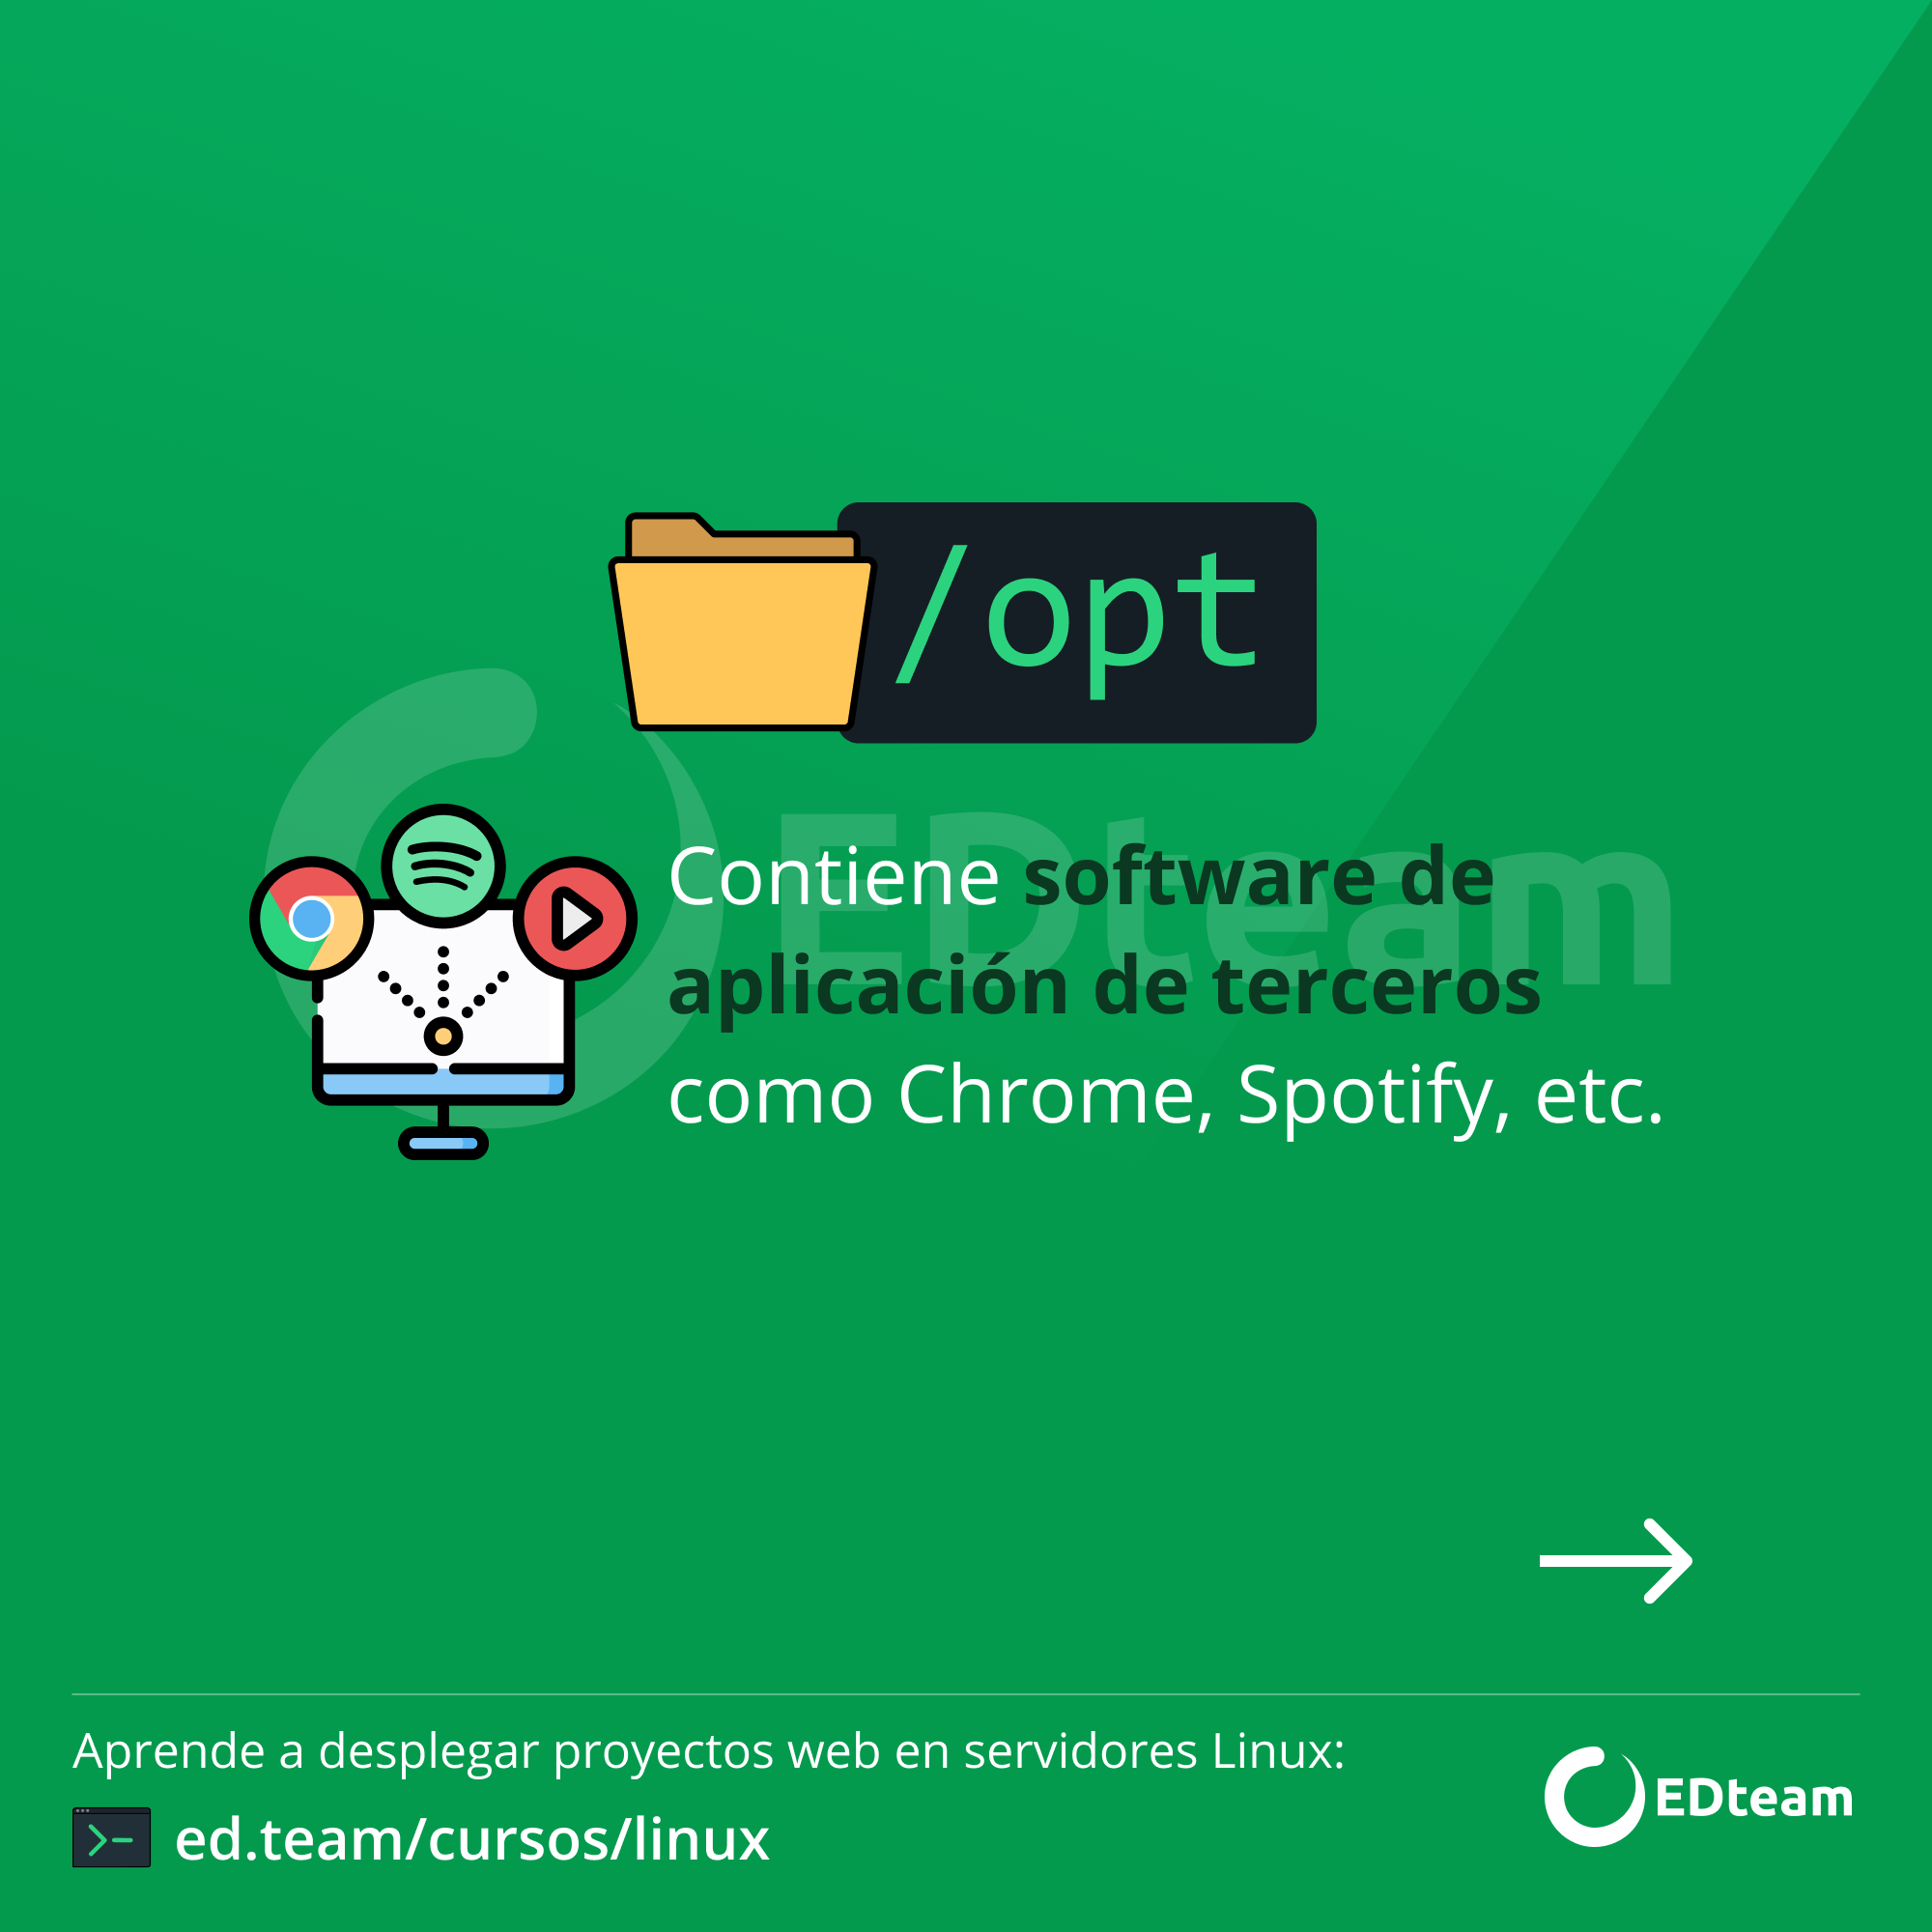 /opt
EDteam
Contiene software de
aplicación de terceros
como Chrome, Spotify, etc.
Aprende a desplegar proyectos web en servidores Linux:
ed.team/cursos/linux
EDteam